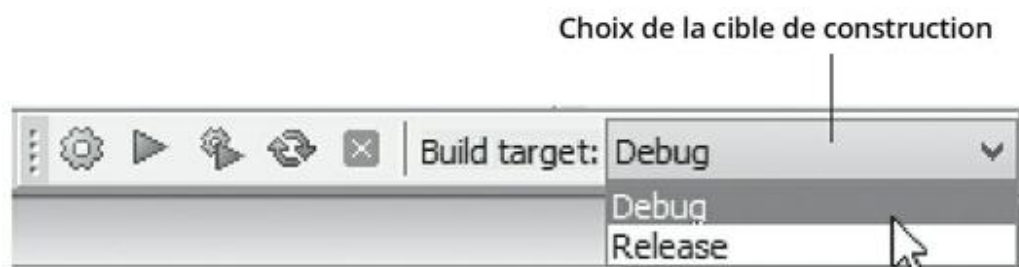 Choix de la cible de construction
Build target: Debug
Debug
Release